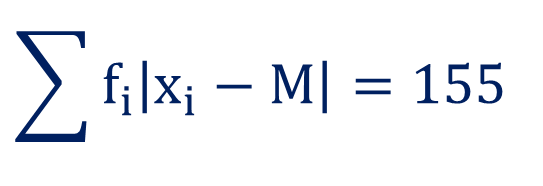 ∑ fᵢ|xᵢ − M| = 155